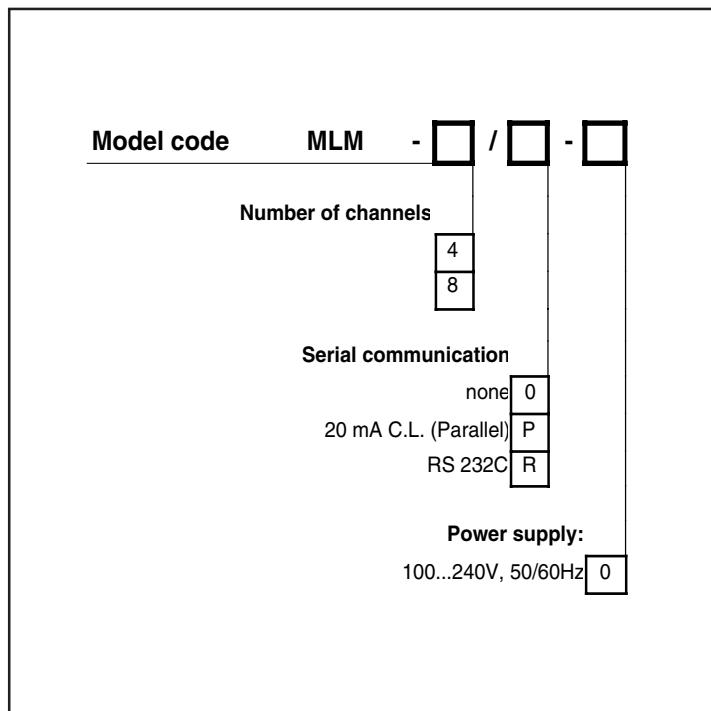 Model code MLM - / -
Number of channels
4
8
Serial communication
none 0
20 mA C.L. (Parallel) P
RS 232C R
Power supply:
100...240V, 50/60Hz 0